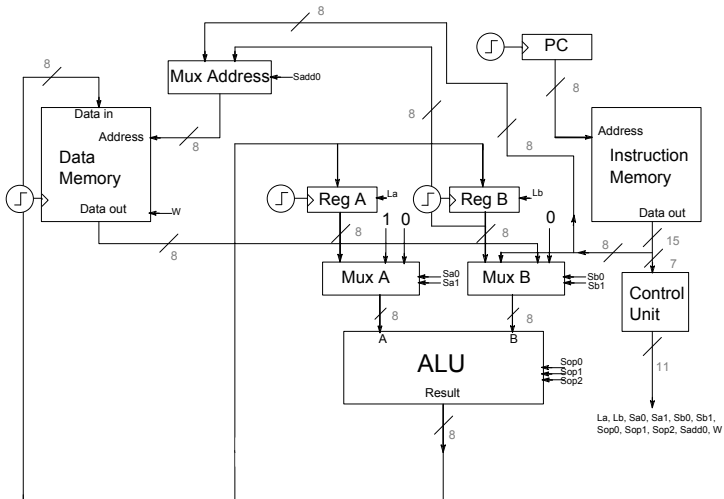 8
8
Mux Address
Sadd0
PC
8
8
8
8
Data in
Address
Data
Memory
Data out
W
8
Address
Instruction
Memory
Data out
15
7
8
Reg A
La
Reg B
Lb
8
8
8
1 0
0
Mux A
Sa0
Sa1
Mux B
Sb0
Sb1
Control
Unit
11
8
8
A
B
ALU
Result
Sop0
Sop1
Sop2
8
La, Lb, Sa0, Sa1, Sb0, Sb1,
Sop0, Sop1, Sop2, Sadd0, W